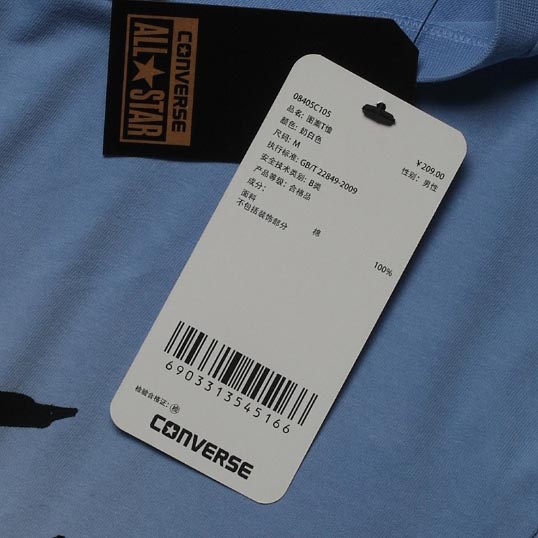 CONVERSE
ALL★STAR
08405C105
品名: 图案T恤
颜色: 奶白色
尺码: M
执行标准: GB/T 22849-2009
安全技术类别: B类
产品等级: 合格品
成分:
面料
不包括装饰部分 棉 100%
￥209.00
性别: 男性
6903313545166
检验合格证: 检
CONVERSE